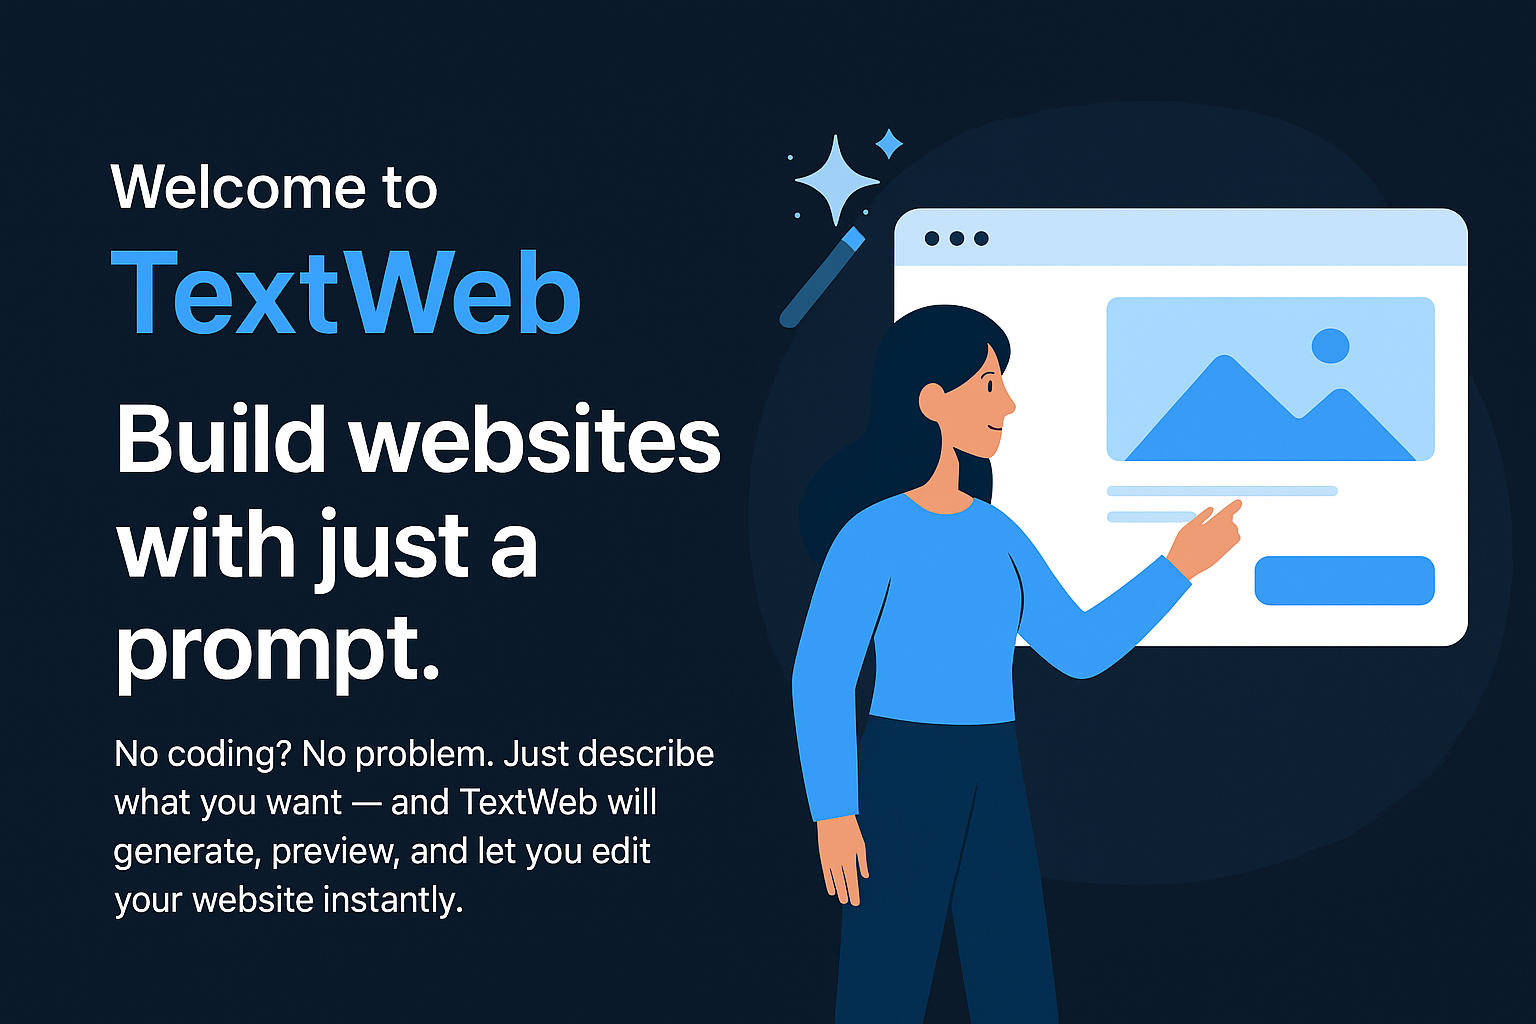 Welcome to
TextWeb
Build websites
with just a
prompt.
No coding? No problem. Just describe
what you want — and TextWeb will
generate, preview, and let you edit
your website instantly.